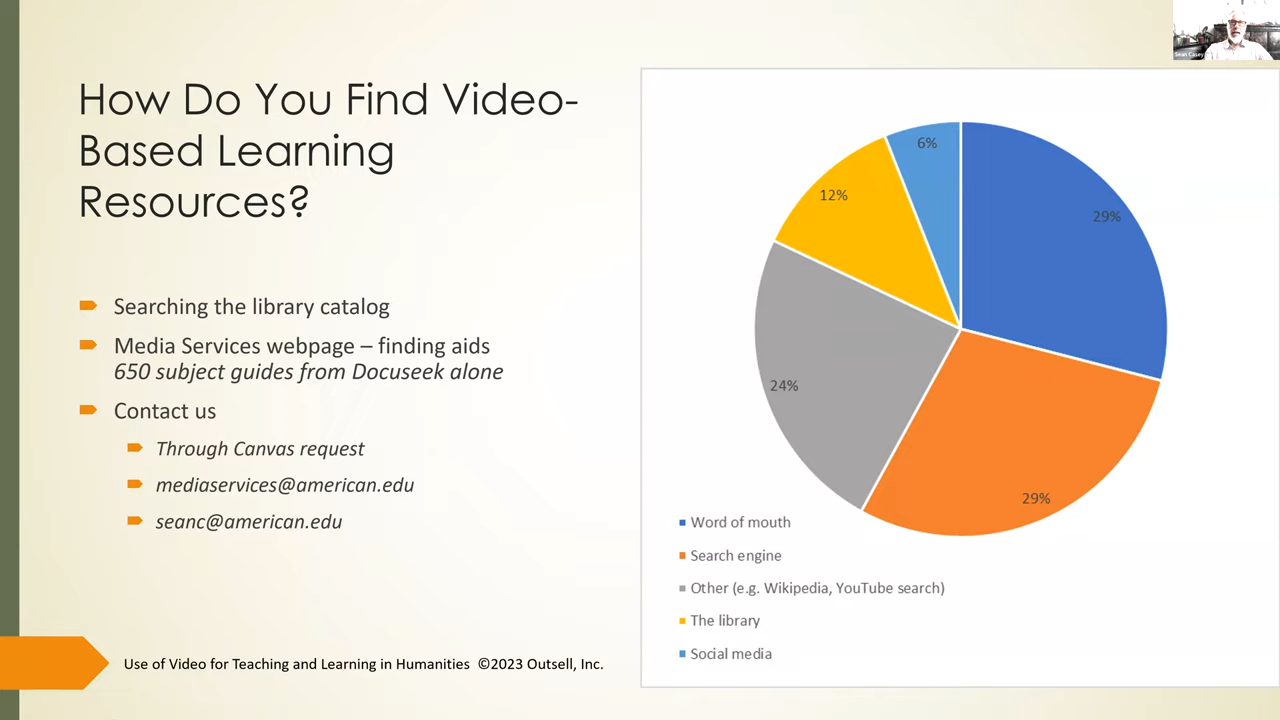 Sean Casey
How Do You Find Video-
Based Learning
Resources?
Searching the library catalog
Media Services webpage – finding aids
650 subject guides from Docuseek alone
Contact us
Through Canvas request
mediaservices@american.edu
seanc@american.edu
Use of Video for Teaching and Learning in Humanities ©2023 Outsell, Inc.
6%
12%
29%
24%
29%
Word of mouth
Search engine
Other (e.g. Wikipedia, YouTube search)
The library
Social media